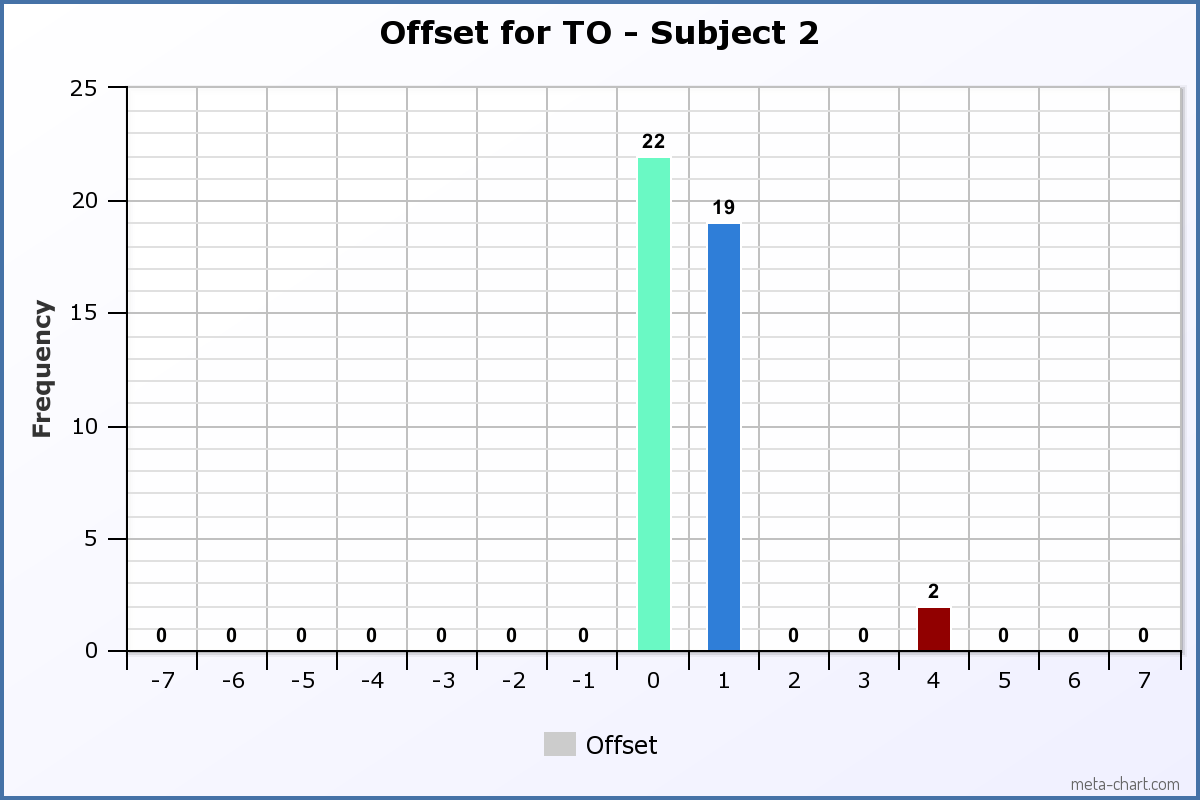 Offset for TO - Subject 2
25
20
15
10
5
0
Frequency
0 0 0 0 0 0 0 22 19 0 0 2 0 0 0
-7 -6 -5 -4 -3 -2 -1 0 1 2 3 4 5 6 7
Offset
meta-chart.com